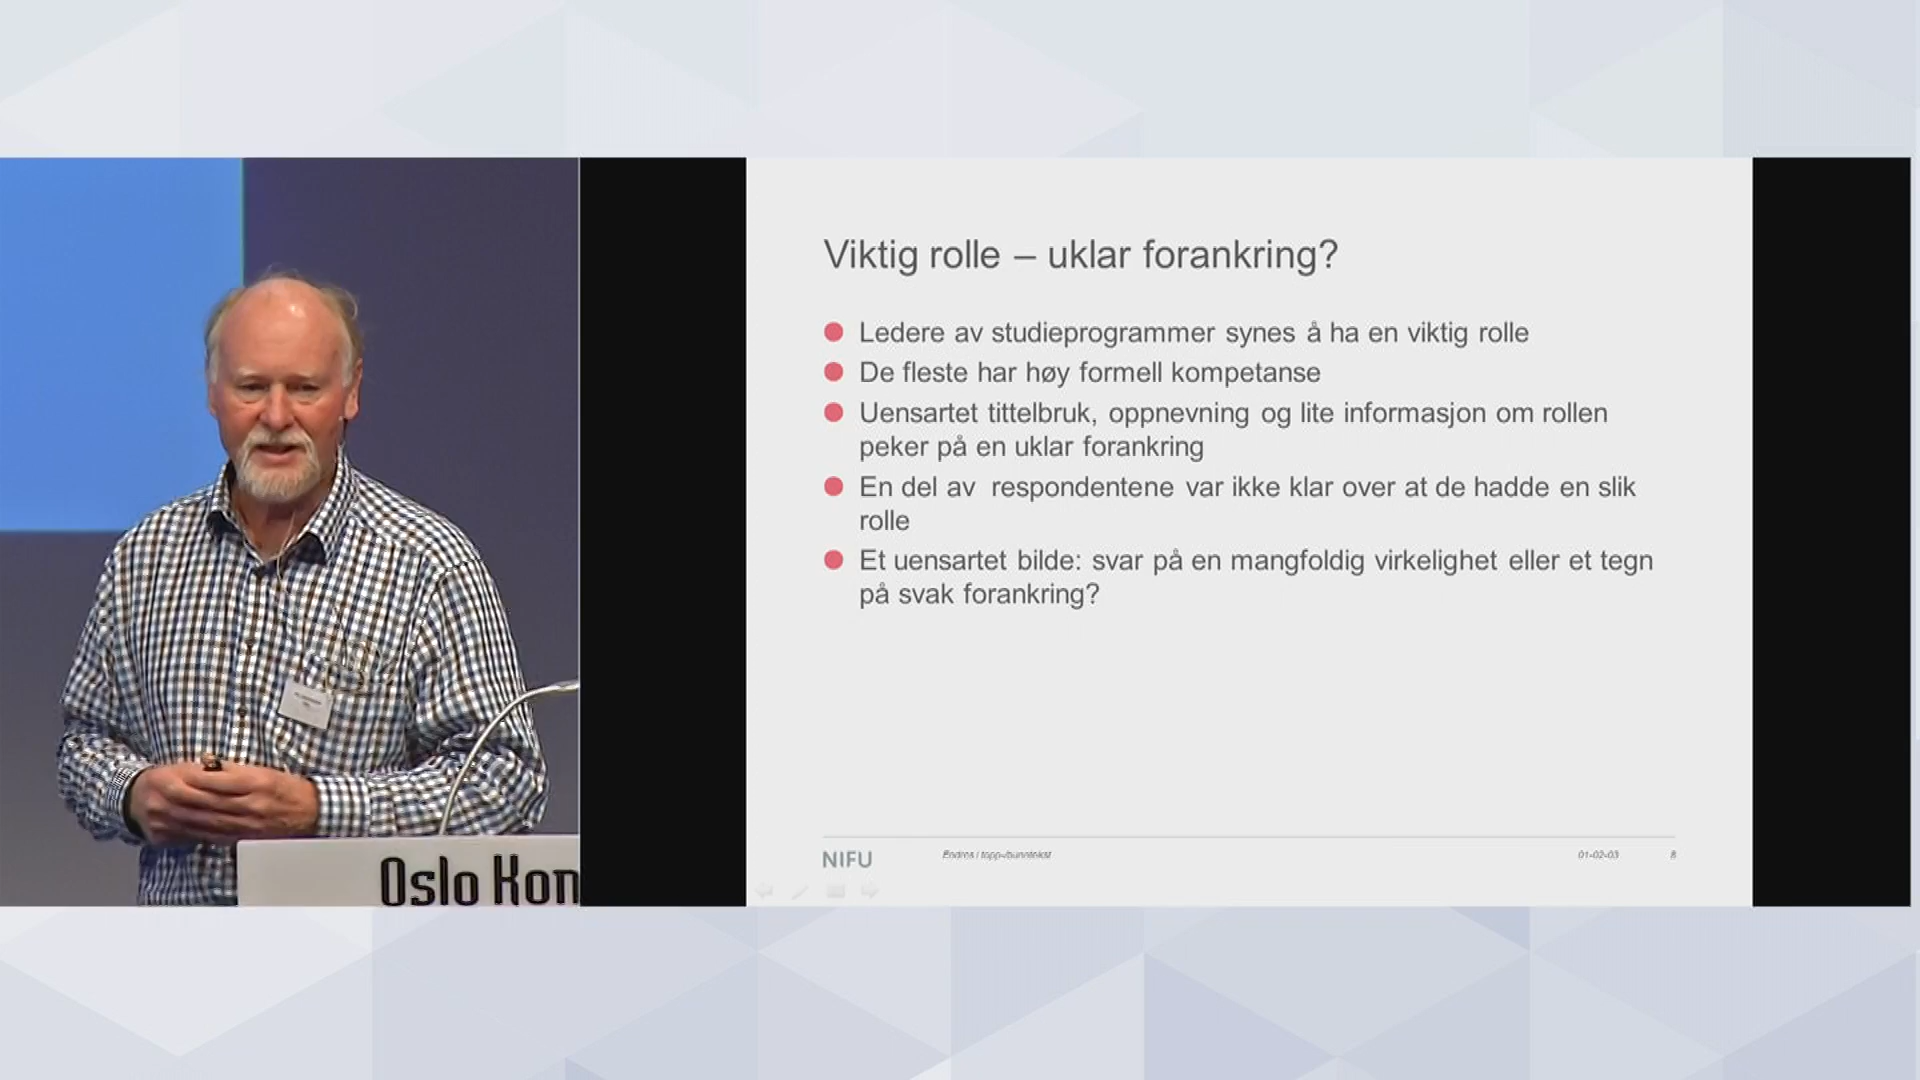 Viktig rolle – uklar forankring?
Ledere av studieprogrammer synes å ha en viktig rolle
De fleste har høy formell kompetanse
Uensartet tittelbruk, oppnevning og lite informasjon om rollen
peker på en uklar forankring
En del av respondentene var ikke klar over at de hadde en slik
rolle
Et uensartet bilde: svar på en mangfoldig virkelighet eller et tegn
på svak forankring?
NIFU
Endres i topp-/bunntekst
01-02-03
8
Oslo Kon